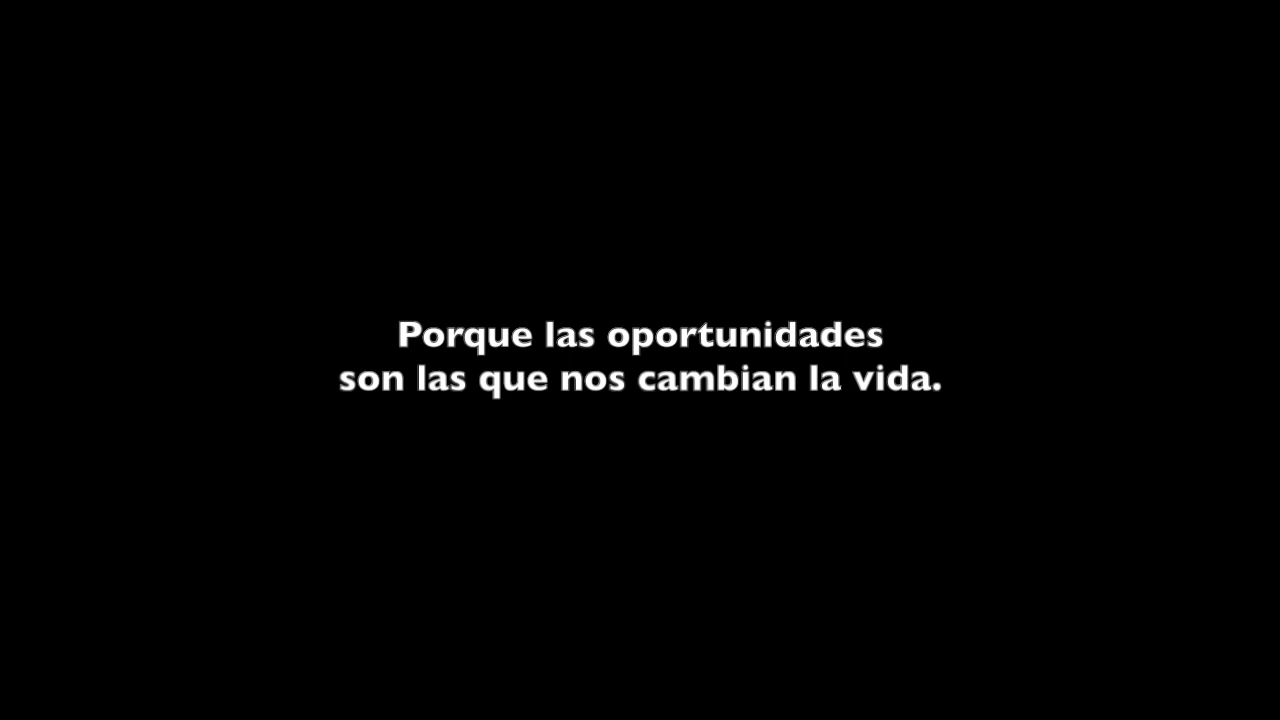 Porque las oportunidades
son las que nos cambian la vida.